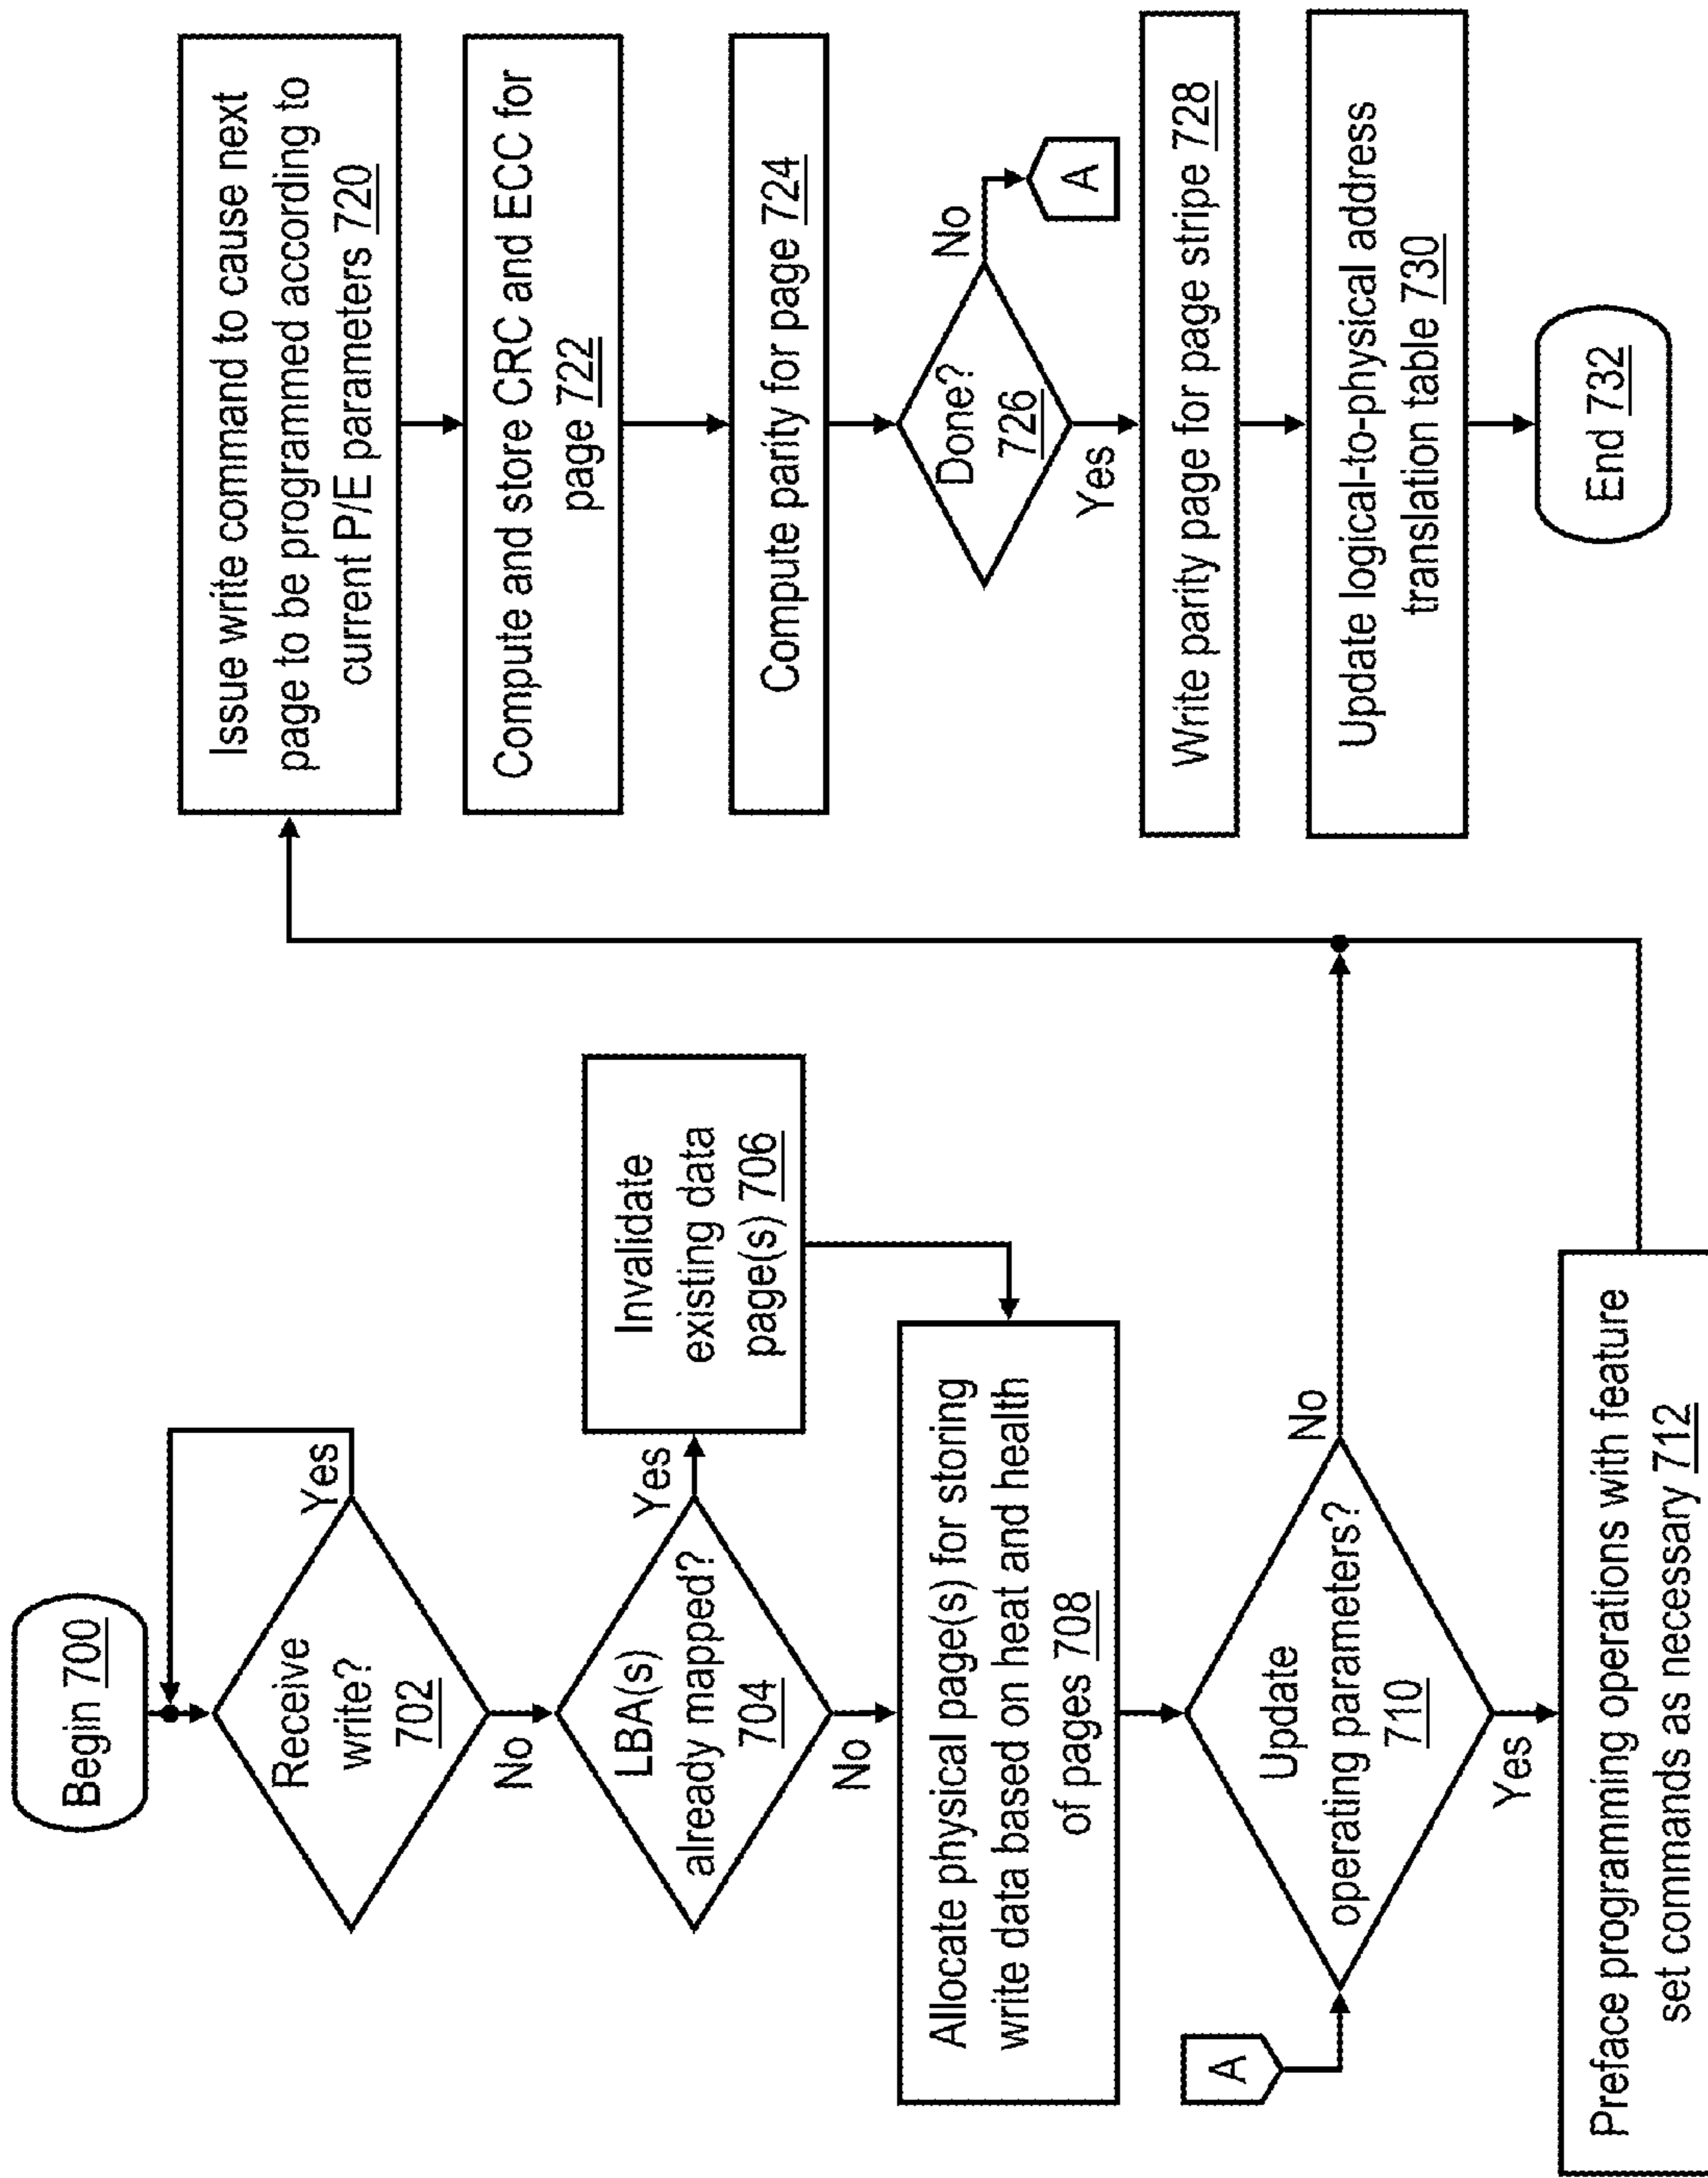 Begin 700
Receive
write?
702
Yes
No
LBA(s)
already mapped?
704
Yes
No
Invalidate
existing data
page(s) 706
Allocate physical page(s) for storing
write data based on heat and health
of pages 708
A
Update
operating parameters?
710
No
Yes
Preface programming operations with feature
set commands as necessary 712
Issue write command to cause next
page to be programmed according to
current P/E parameters 720
Compute and store CRC and ECC for
page 722
Compute parity for page 724
Done?
726
No
A
Yes
Write parity page for page stripe 728
Update logical-to-physical address
translation table 730
End 732